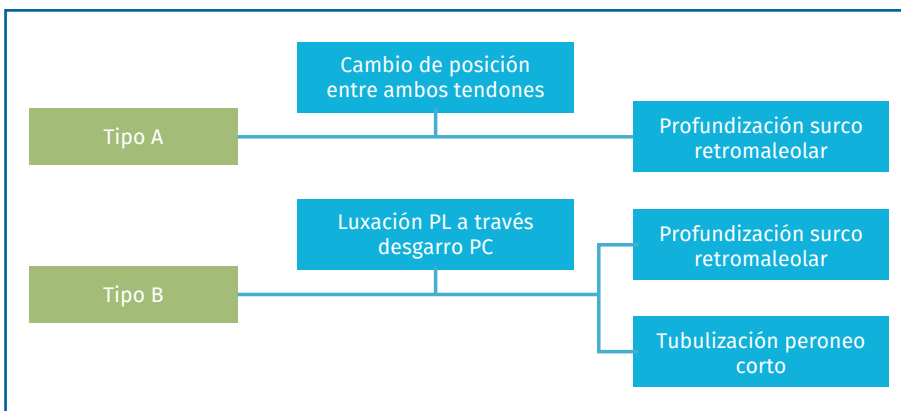 Cambio de posición
entre ambos tendones
Tipo A
Profundización surco
retromaleolar
Luxación PL a través
desgarro PC
Profundización surco
retromaleolar
Tipo B
Tubulización peroneo
corto